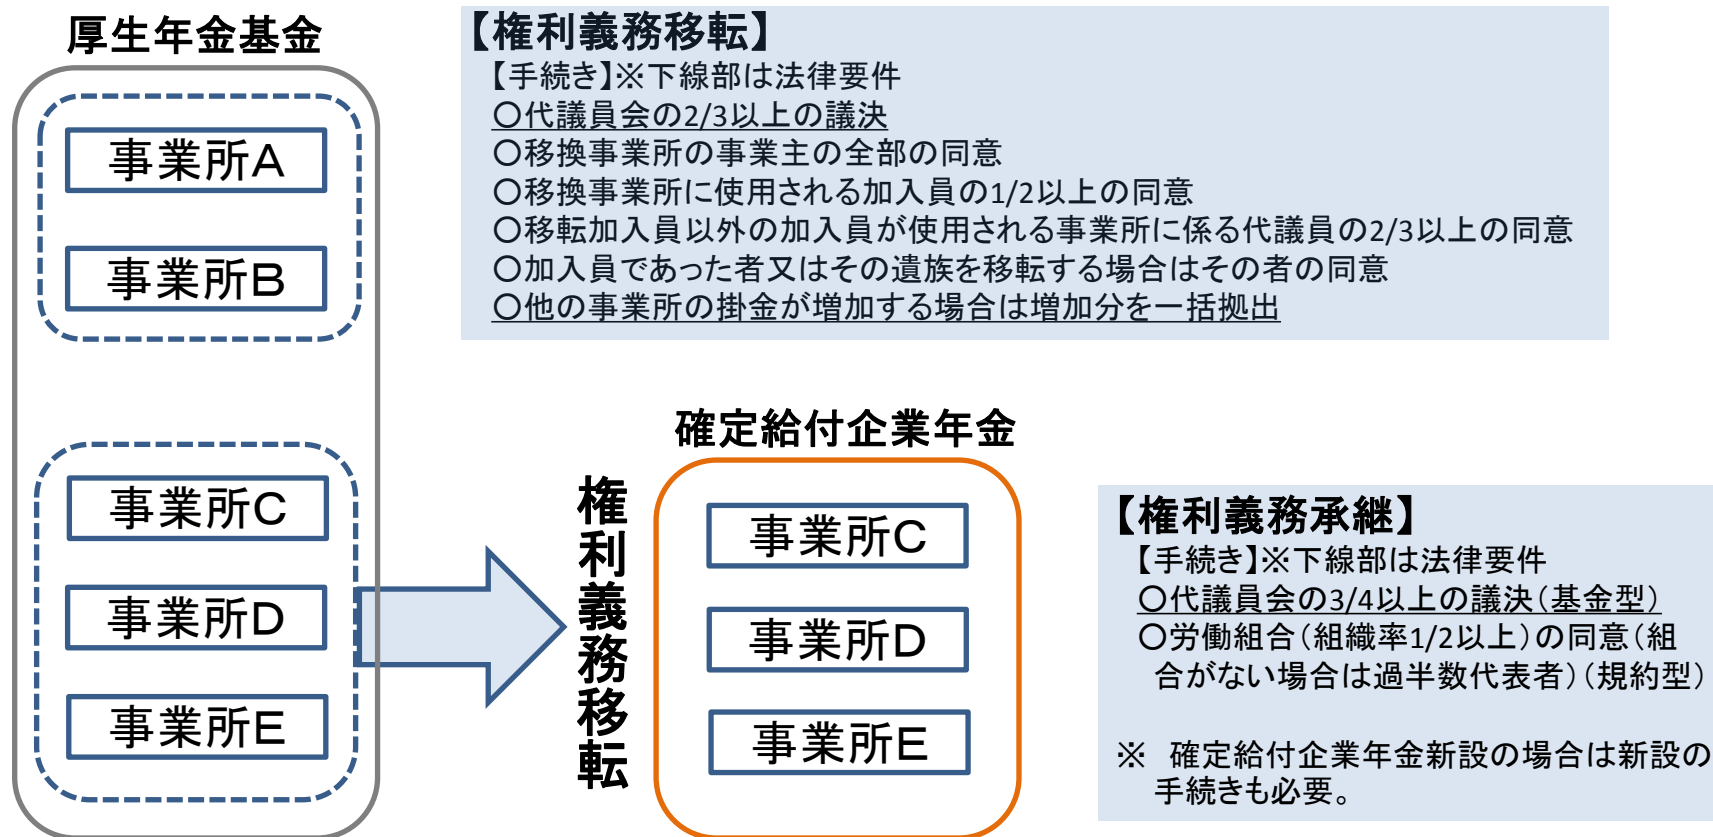 厚生年金基金
事業所A
事業所B
事業所C
事業所D
事業所E
【権利義務移転】
【手続き】※下線部は法律要件
〇代議員会の2/3以上の議決
〇移換事業所の事業主の全部の同意
〇移換事業所に使用される加入員の1/2以上の同意
〇移転加入員以外の加入員が使用される事業所に係る代議員の2/3以上の同意
〇加入員であった者又はその遺族を移転する場合はその者の同意
〇他の事業所の掛金が増加する場合は増加分を一括拠出
権利義務移転
確定給付企業年金
事業所C
事業所D
事業所E
【権利義務承継】
【手続き】※下線部は法律要件
〇代議員会の3/4以上の議決（基金型）
〇労働組合（組織率1/2以上）の同意（組
合がない場合は過半数代表者）（規約型）
※ 確定給付企業年金新設の場合は新設の
手続きも必要。